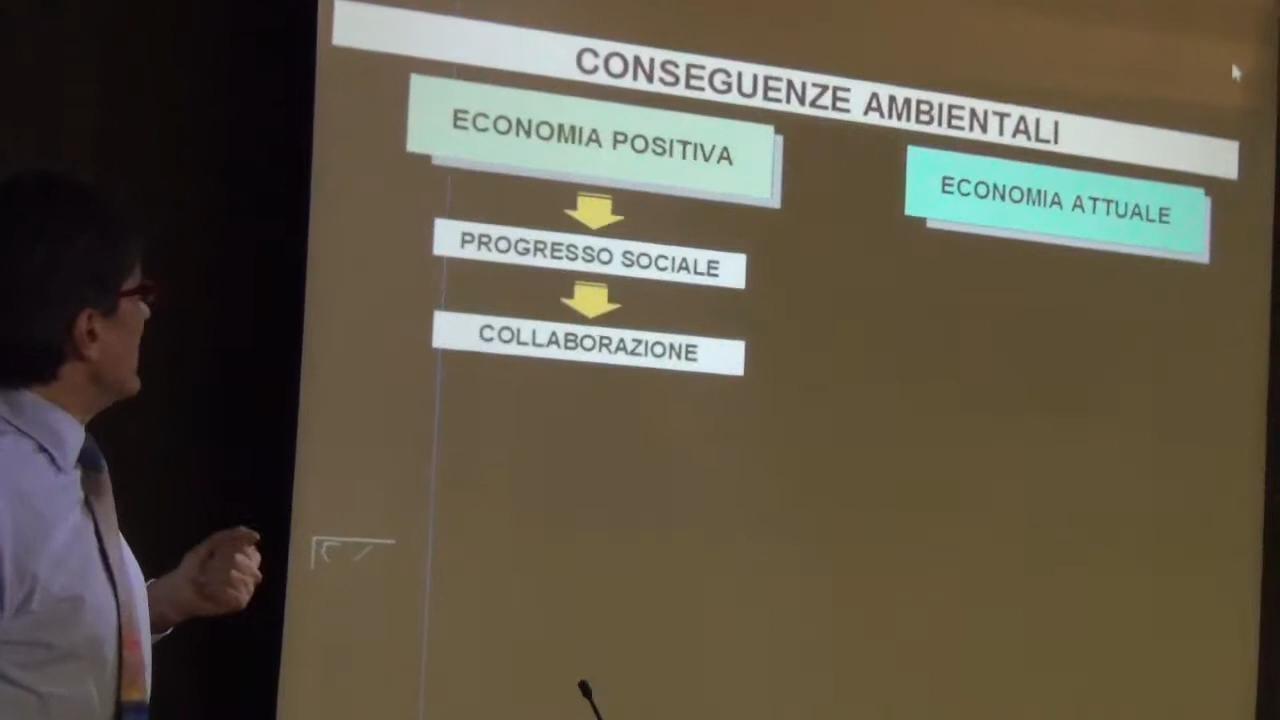 CONSEGUENZE AMBIENTALI
ECONOMIA POSITIVA
ECONOMIA ATTUALE
PROGRESSO SOCIALE
COLLABORAZIONE